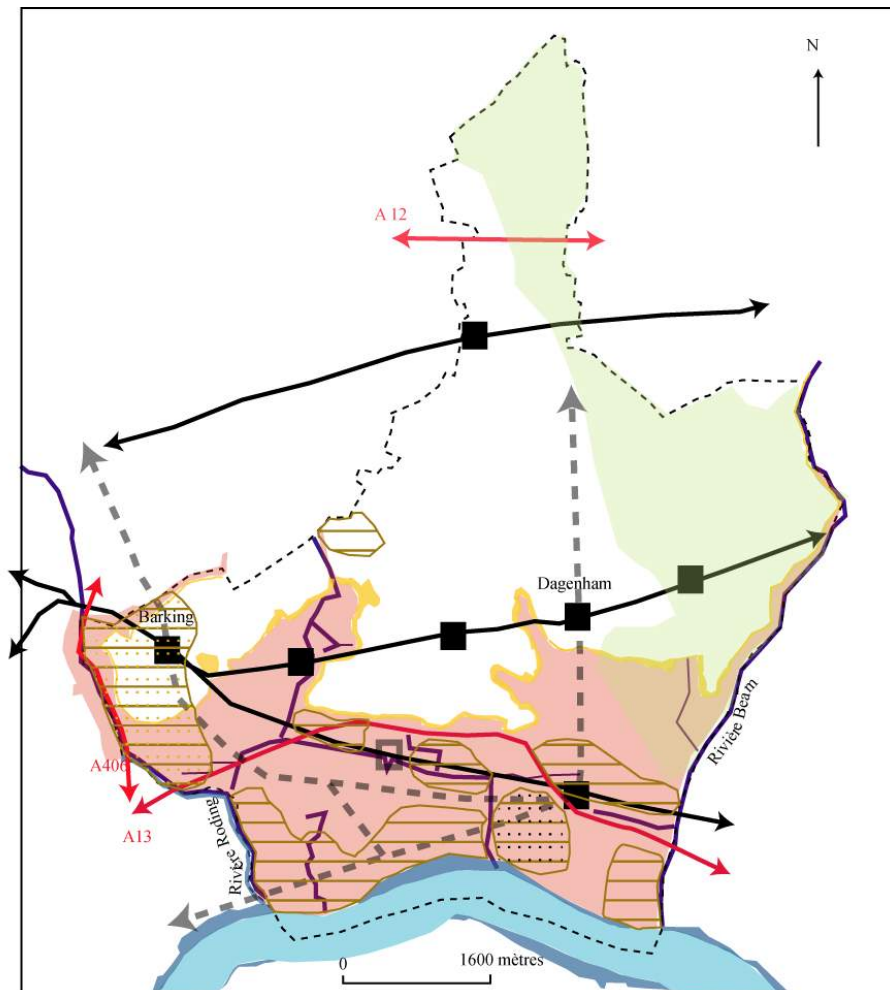 N
A 12
Dagenham
Barking
Rivière Beam
A406
A13
Rivière Roding
0
1600 mètres